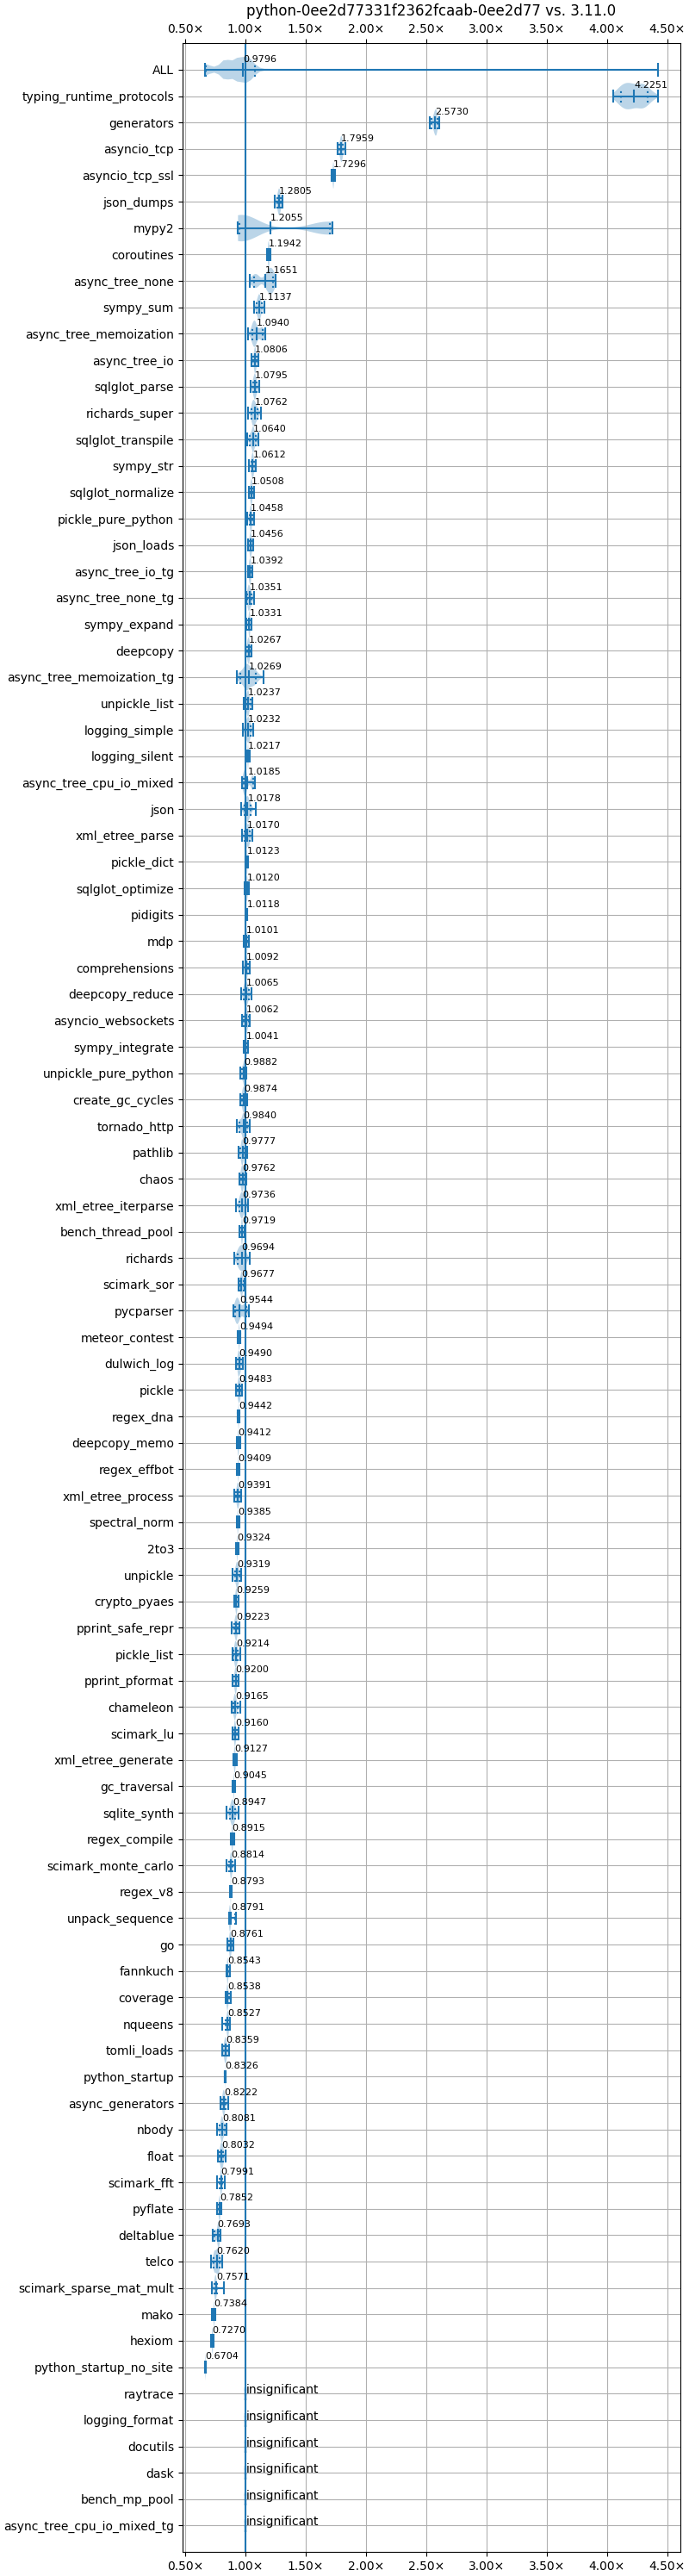 python-0ee2d77331f2362fcaab-0ee2d77 vs. 3.11.0
0.50× 1.00× 1.50× 2.00× 2.50× 3.00× 3.50× 4.00× 4.50×
ALL 0.9796
typing_runtime_protocols 4.2251
generators 2.5730
asyncio_tcp 1.7959
asyncio_tcp_ssl 1.7296
json_dumps 1.2805
mypy2 1.2055
coroutines 1.1942
async_tree_none 1.1651
sympy_sum 1.1137
async_tree_memoization 1.0940
async_tree_io 1.0806
sqlglot_parse 1.0795
richards_super 1.0762
sqlglot_transpile 1.0640
sympy_str 1.0612
sqlglot_normalize 1.0508
pickle_pure_python 1.0458
json_loads 1.0456
async_tree_io_tg 1.0392
async_tree_none_tg 1.0351
sympy_expand 1.0331
deepcopy 1.0267
async_tree_memoization_tg 1.0269
unpickle_list 1.0237
logging_simple 1.0232
logging_silent 1.0217
async_tree_cpu_io_mixed 1.0185
json 1.0178
xml_etree_parse 1.0170
pickle_dict 1.0123
sqlglot_optimize 1.0120
pidigits 1.0118
mdp 1.0101
comprehensions 1.0092
deepcopy_reduce 1.0065
asyncio_websockets 1.0062
sympy_integrate 1.0041
unpickle_pure_python 0.9882
create_gc_cycles 0.9874
tornado_http 0.9840
pathlib 0.9777
chaos 0.9762
xml_etree_iterparse 0.9736
bench_thread_pool 0.9719
richards 0.9694
scimark_sor 0.9677
pycparser 0.9544
meteor_contest 0.9494
dulwich_log 0.9490
pickle 0.9483
regex_dna 0.9442
deepcopy_memo 0.9412
regex_effbot 0.9409
xml_etree_process 0.9391
spectral_norm 0.9385
2to3 0.9324
unpickle 0.9319
crypto_pyaes 0.9259
pprint_safe_repr 0.9223
pickle_list 0.9214
pprint_pformat 0.9200
chameleon 0.9165
scimark_lu 0.9160
xml_etree_generate 0.9127
gc_traversal 0.9045
sqlite_synth 0.8947
regex_compile 0.8915
scimark_monte_carlo 0.8814
regex_v8 0.8793
unpack_sequence 0.8791
go 0.8761
fannkuch 0.8543
coverage 0.8538
nqueens 0.8527
tomli_loads 0.8359
python_startup 0.8326
async_generators 0.8222
nbody 0.8081
float 0.8032
scimark_fft 0.7991
pyflate 0.7852
deltablue 0.7693
telco 0.7620
scimark_sparse_mat_mult 0.7571
mako 0.7384
hexiom 0.7270
python_startup_no_site 0.6704
raytrace insignificant
logging_format insignificant
docutils insignificant
dask insignificant
bench_mp_pool insignificant
async_tree_cpu_io_mixed_tg insignificant
0.50× 1.00× 1.50× 2.00× 2.50× 3.00× 3.50× 4.00× 4.50×